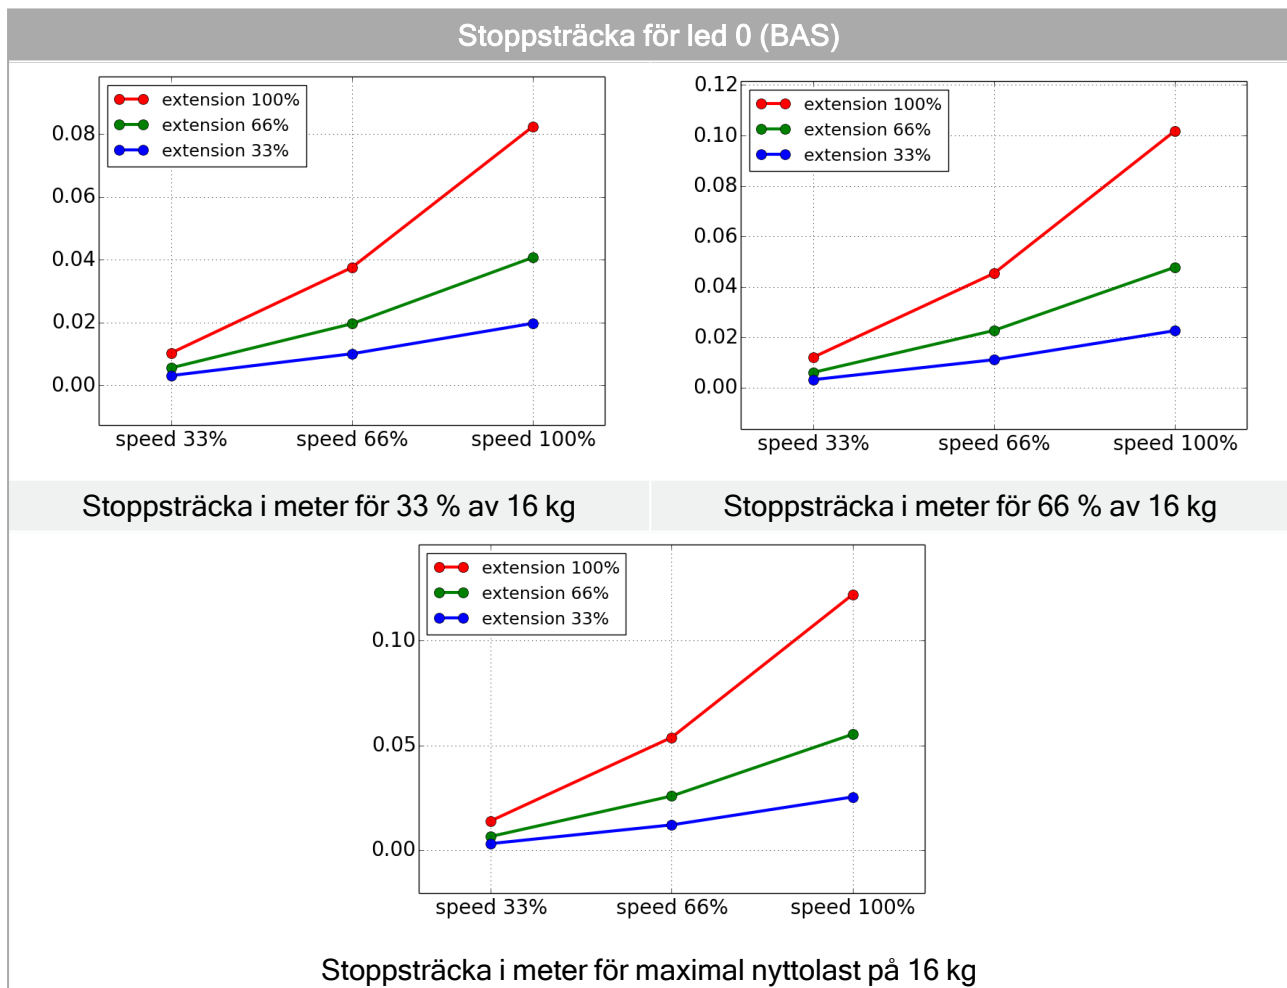 Stoppsträcka för led 0 (BAS)
extension 100%
extension 66%
extension 33%
0.08
0.06
0.04
0.02
0.00
speed 33% speed 66% speed 100%
Stoppsträcka i meter för 33 % av 16 kg
extension 100%
extension 66%
extension 33%
0.12
0.10
0.08
0.06
0.04
0.02
0.00
speed 33% speed 66% speed 100%
Stoppsträcka i meter för 66 % av 16 kg
extension 100%
extension 66%
extension 33%
0.10
0.05
0.00
speed 33% speed 66% speed 100%
Stoppsträcka i meter för maximal nyttolast på 16 kg